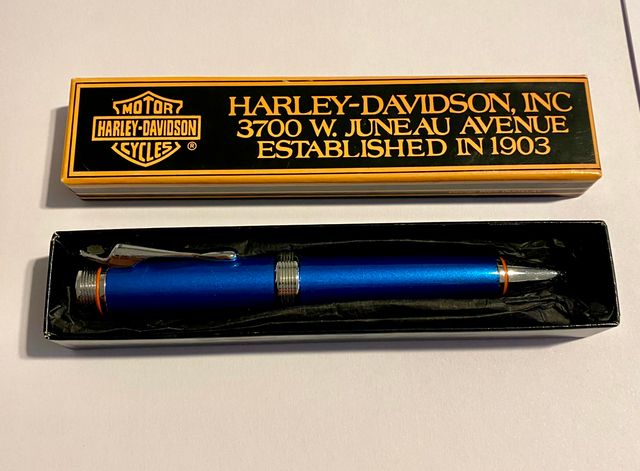 MOTOR
HARLEY-DAVIDSON
CYCLES ®
HARLEY-DAVIDSON, INC
3700 W. JUNEAU AVENUE
ESTABLISHED IN 1903